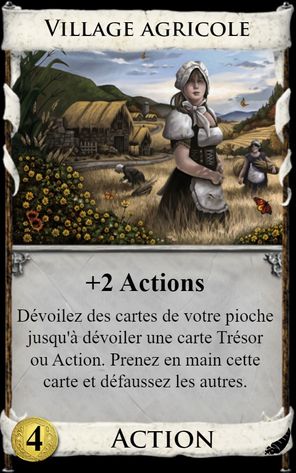 VILLAGE AGRICOLE
+2 Actions
Dévoilez des cartes de votre pioche
jusqu'à dévoiler une carte Trésor
ou Action. Prenez en main cette
carte et défaussez les autres.
4 ACTION